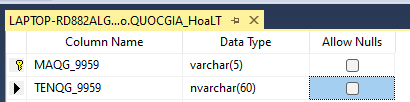 LAPTOP-RD882ALG...o.QUOCGIA_HoaLT
Column Name Data Type Allow Nulls
MAQG_9959 varchar(5)
TENQG_9959 nvarchar(60)